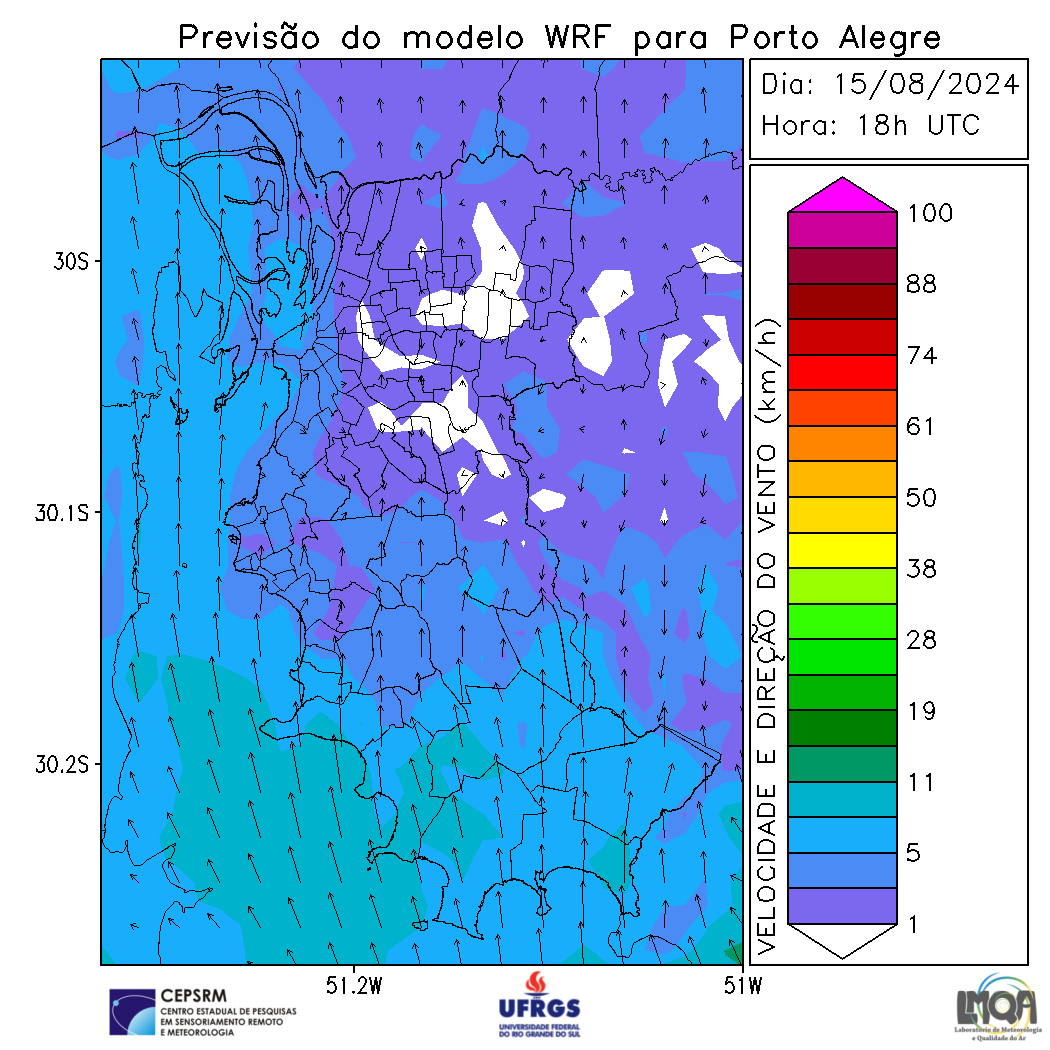 Previsão do modelo WRF para Porto Alegre
Dia: 15/08/2024
Hora: 18h UTC
30S
30.1S
30.2S
51.2W
51W
VELOCIDADE E DIREÇÃO DO VENTO (km/h)
100
88
74
61
50
38
28
19
11
5
1
CEPSRM
CENTRO ESTADUAL DE PESQUISAS
EM SENSORIAMENTO REMOTO
E METEOROLOGIA
UFRGS
UNIVERSIDADE FEDERAL
DO RIO GRANDE DO SUL
LMQA
Laboratório de Meteorologia
e Qualidade do Ar